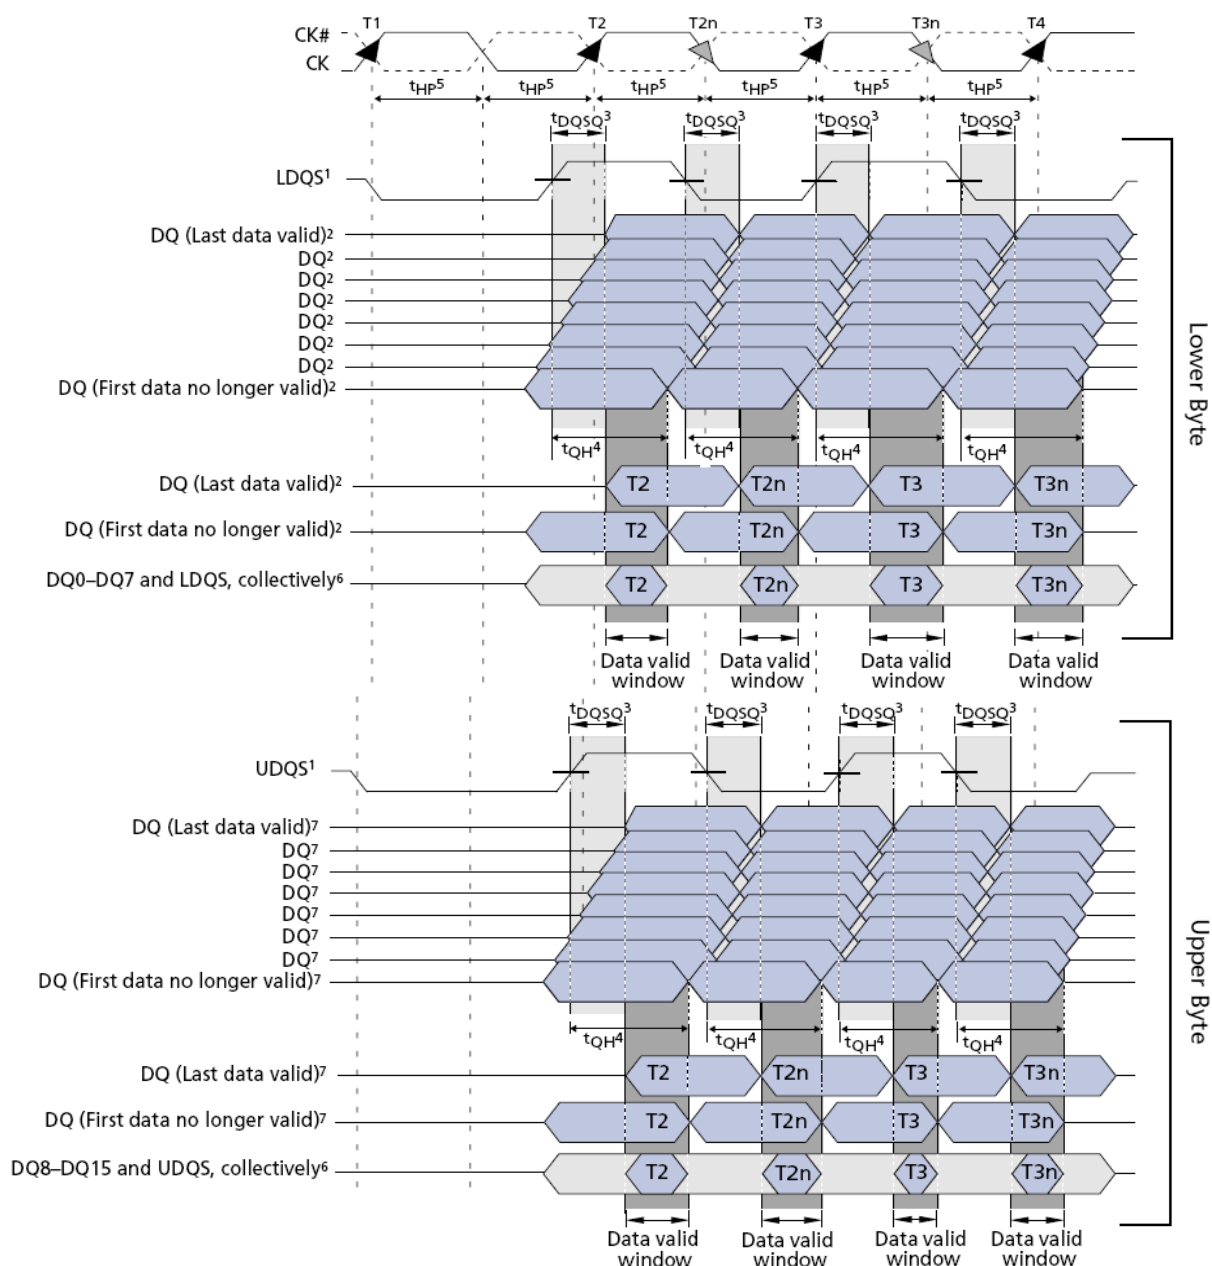 T1 T2 T2n T3 T3n T4
CK#
CK
tHP5 tHP5 tHP5 tHP5 tHP5 tHP5
tDQSQ3 tDQSQ3 tDQSQ3 tDQSQ3
LDQS1
DQ (Last data valid)2
DQ2
DQ2
DQ2
DQ2
DQ2
DQ2
DQ (First data no longer valid)2
tQH4 tQH4 tQH4 tQH4
DQ (Last data valid)2 T2 T2n T3 T3n
DQ (First data no longer valid)2 T2 T2n T3 T3n
DQ0–DQ7 and LDQS, collectively6 T2 T2n T3 T3n
Data valid window Data valid window Data valid window Data valid window
Lower Byte
tDQSQ3 tDQSQ3 tDQSQ3 tDQSQ3
UDQS1
DQ (Last data valid)7
DQ7
DQ7
DQ7
DQ7
DQ7
DQ7
DQ (First data no longer valid)7
tQH4 tQH4 tQH4 tQH4
DQ (Last data valid)7 T2 T2n T3 T3n
DQ (First data no longer valid)7 T2 T2n T3 T3n
DQ8–DQ15 and UDQS, collectively6 T2 T2n T3 T3n
Data valid window Data valid window Data valid window Data valid window
Upper Byte